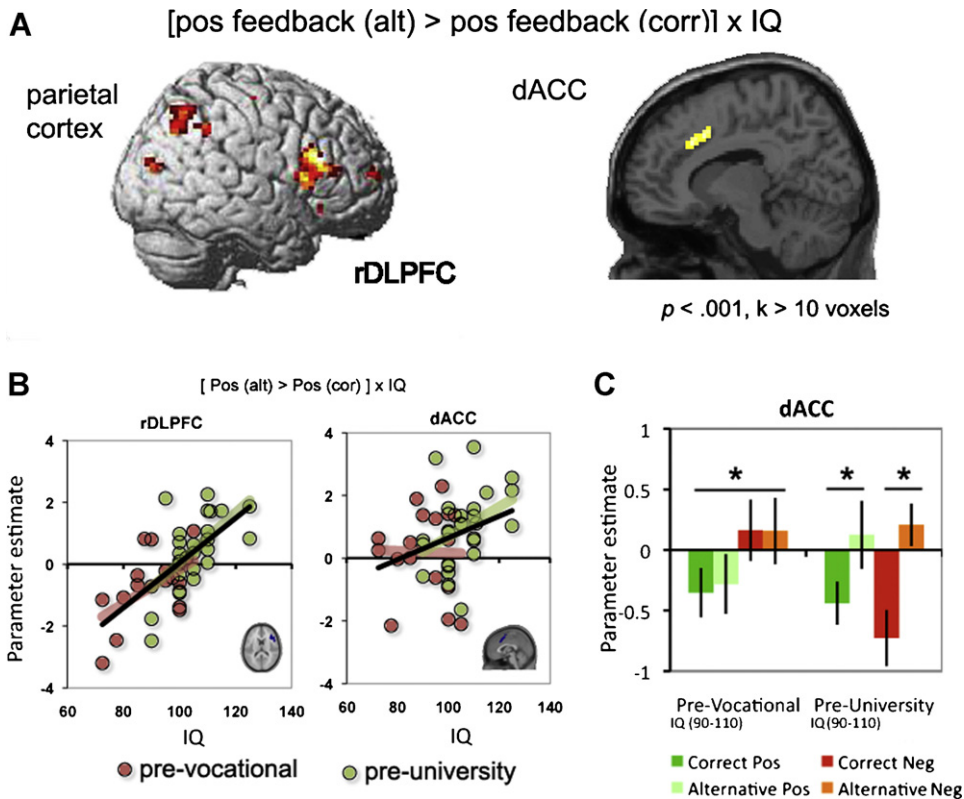 A
[pos feedback (alt) > pos feedback (corr)] x IQ
parietal
cortex
dACC
rDLPFC
p < .001, k > 10 voxels
B
[ Pos (alt) > Pos (cor) ] x IQ
rDLPFC
dACC
Parameter estimate
4
2
0
-2
-4
60 80 100 120 140
IQ
4
2
0
-2
-4
60 80 100 120 140
IQ
pre-vocational
pre-university
C
dACC
Parameter estimate
1
0.5
0
-0.5
-1
* * *
Pre-Vocational Pre-University
IQ (90-110) IQ (90-110)
Correct Pos Correct Neg
Alternative Pos Alternative Neg